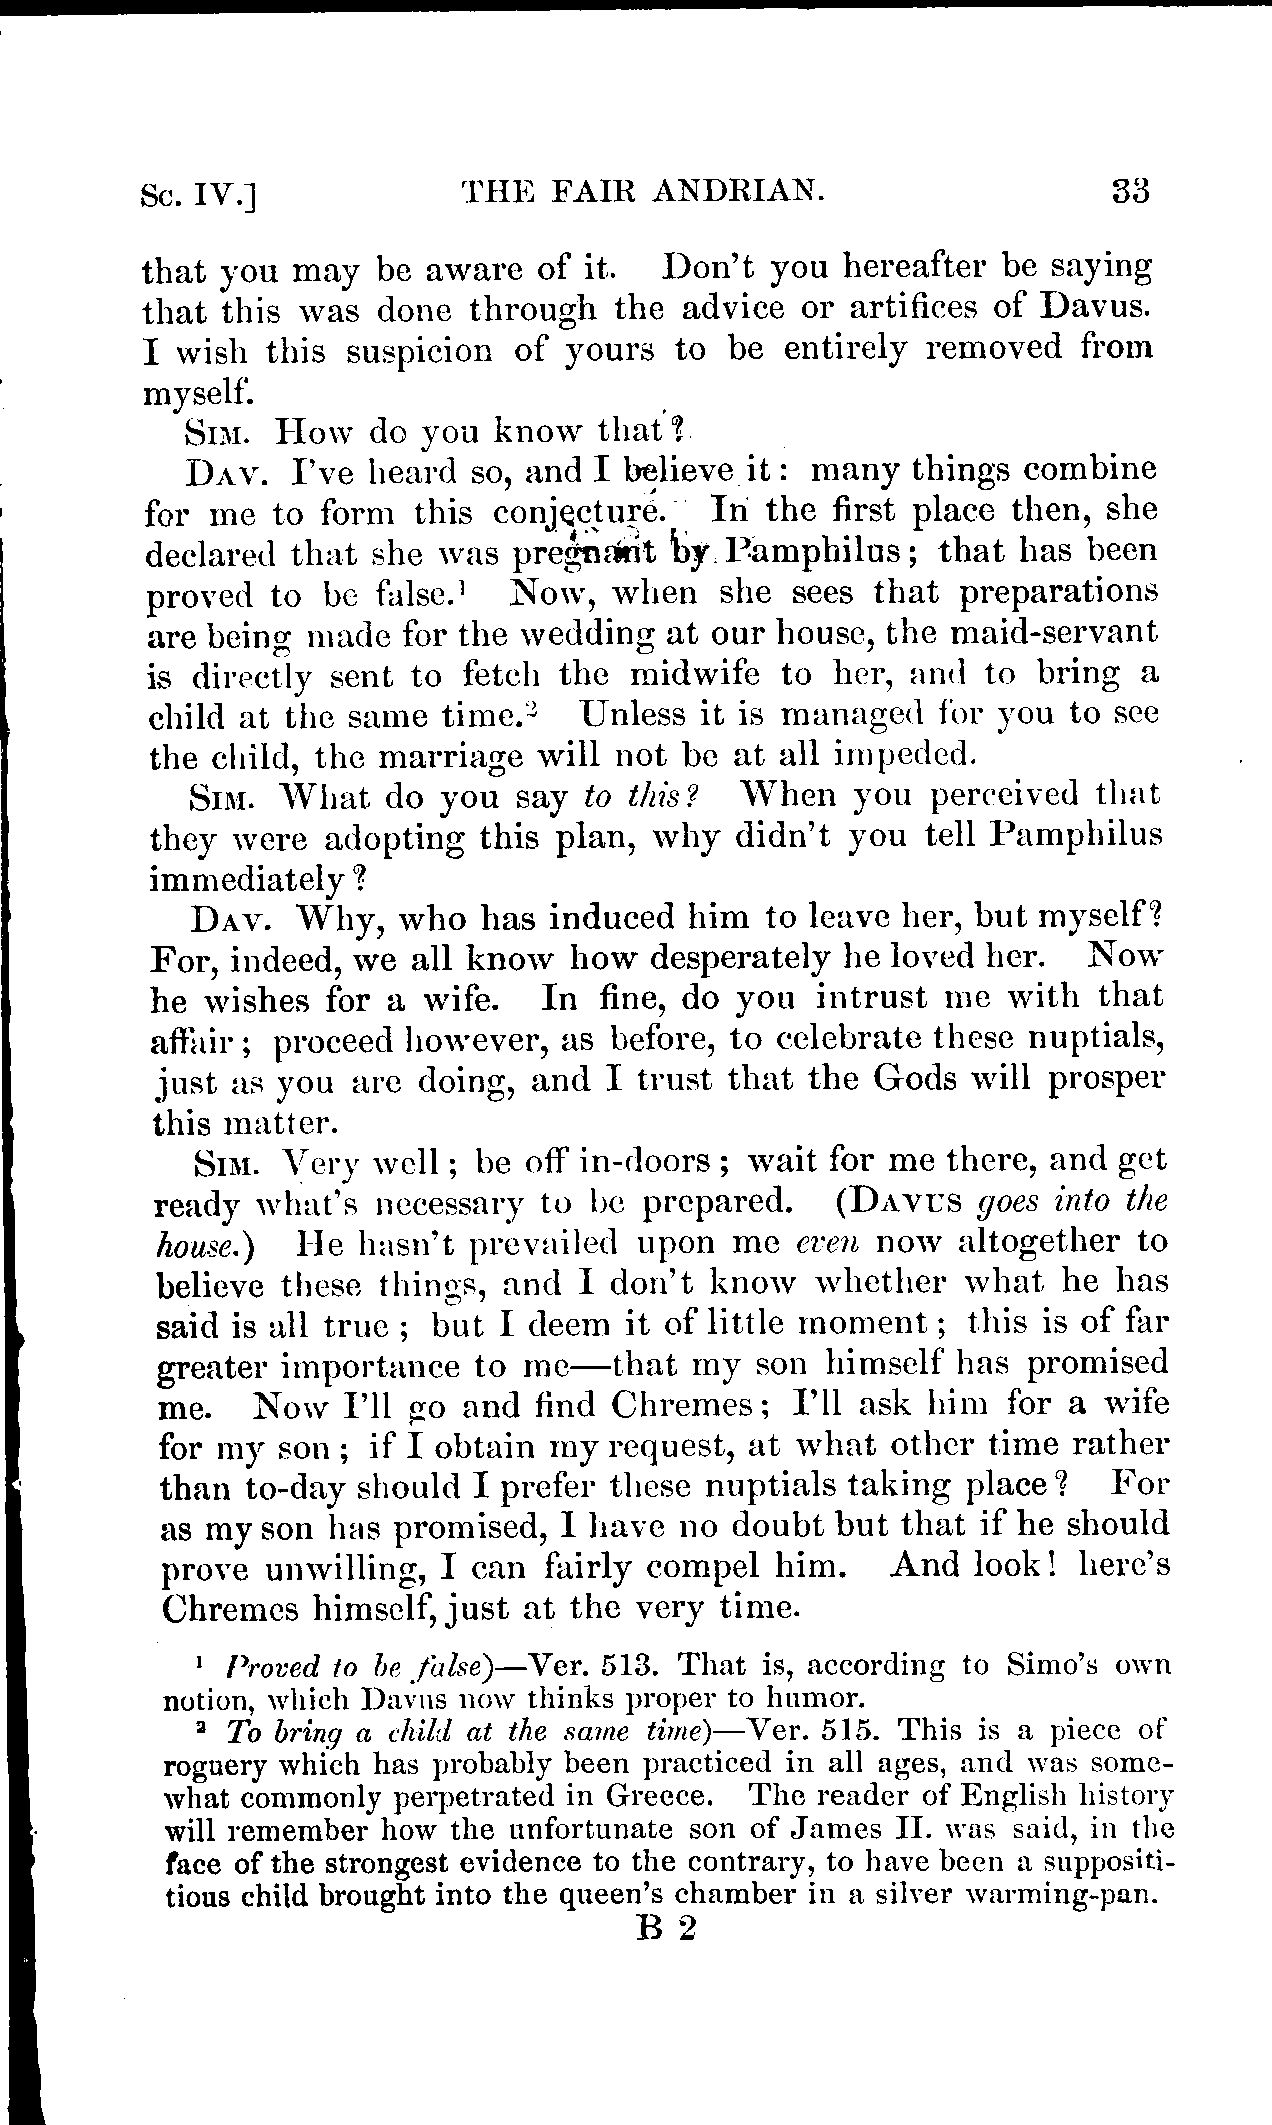 Sc. IV.] THE FAIR ANDRIAN. 33
that you may be aware of it. Don't you hereafter be saying
that this was done through the advice or artifices of Davus.
I wish this suspicion of yours to be entirely removed from
myself.
Sim. How do you know that?
Dav. I've heard so, and I believe it: many things combine
for me to form this conjecture. In the first place then, she
declared that she was pregnant by Pamphilus; that has been
proved to be false.¹ Now, when she sees that preparations
are being made for the wedding at our house, the maid-servant
is directly sent to fetch the midwife to her, and to bring a
child at the same time.² Unless it is managed for you to see
the child, the marriage will not be at all impeded.
Sim. What do you say to this? When you perceived that
they were adopting this plan, why didn't you tell Pamphilus
immediately?
Dav. Why, who has induced him to leave her, but myself?
For, indeed, we all know how desperately he loved her. Now
he wishes for a wife. In fine, do you intrust me with that
affair; proceed however, as before, to celebrate these nuptials,
just as you are doing, and I trust that the Gods will prosper
this matter.
Sim. Very well; be off in-doors; wait for me there, and get
ready what's necessary to be prepared. (Davus goes into the
house.) He hasn't prevailed upon me even now altogether to
believe these things, and I don't know whether what he has
said is all true; but I deem it of little moment; this is of far
greater importance to me—that my son himself has promised
me. Now I'll go and find Chremes; I'll ask him for a wife
for my son; if I obtain my request, at what other time rather
than to-day should I prefer these nuptials taking place? For
as my son has promised, I have no doubt but that if he should
prove unwilling, I can fairly compel him. And look! here's
Chremes himself, just at the very time.
¹ Proved to be false)—Ver. 513. That is, according to Simo's own
notion, which Davus now thinks proper to humor.
² To bring a child at the same time)—Ver. 515. This is a piece of
roguery which has probably been practiced in all ages, and was some-
what commonly perpetrated in Greece. The reader of English history
will remember how the unfortunate son of James II. was said, in the
face of the strongest evidence to the contrary, to have been a suppositi-
tious child brought into the queen's chamber in a silver warming-pan.
B 2